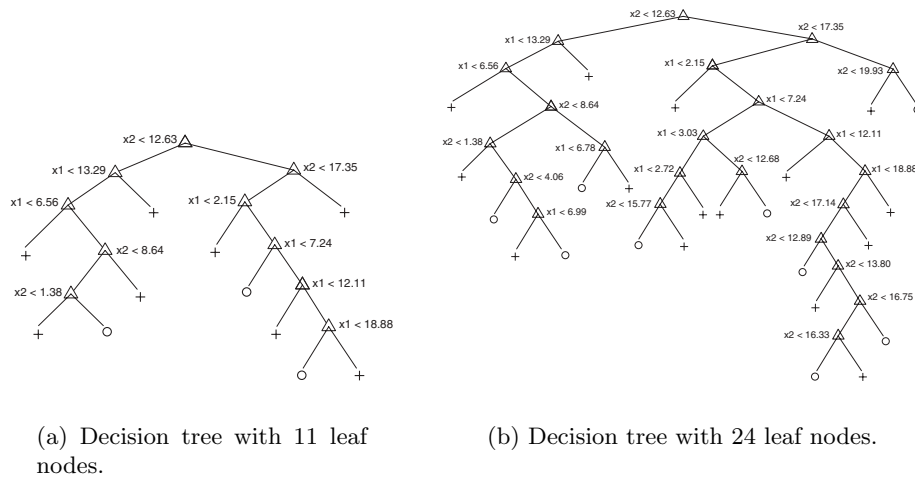 x2 < 12.63
x1 < 13.29
x2 < 17.35
x1 < 6.56
x1 < 2.15
x2 < 8.64
x1 < 7.24
x2 < 1.38
x1 < 12.11
x1 < 18.88
(a) Decision tree with 11 leaf
nodes.
x2 < 12.63
x2 < 17.35
x1 < 13.29
x1 < 6.56
x1 < 2.15
x2 < 19.93
x2 < 8.64
x1 < 7.24
x2 < 1.38
x1 < 6.78
x1 < 3.03
x1 < 12.11
x2 < 4.06
x1 < 2.72
x2 < 12.68
x1 < 18.88
x1 < 6.99
x2 < 15.77
x2 < 17.14
x2 < 12.89
x2 < 13.80
x2 < 16.75
x2 < 16.33
(b) Decision tree with 24 leaf nodes.